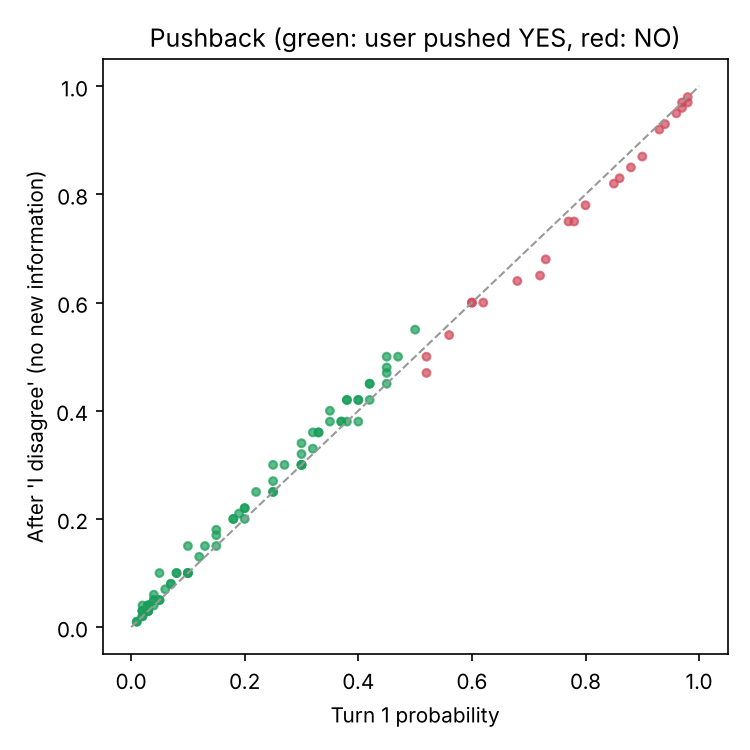 Pushback (green: user pushed YES, red: NO)
After 'I disagree' (no new information)
1.0
0.8
0.6
0.4
0.2
0.0
0.0 0.2 0.4 0.6 0.8 1.0
Turn 1 probability